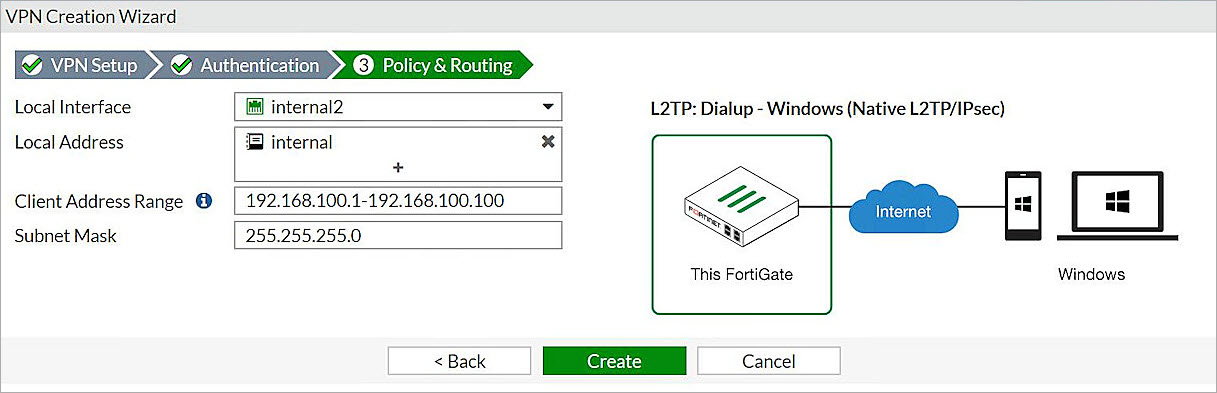 VPN Creation Wizard
VPN Setup
Authentication
3 Policy & Routing
Local Interface
internal2
Local Address
internal
+
Client Address Range
192.168.100.1-192.168.100.100
Subnet Mask
255.255.255.0
L2TP: Dialup - Windows (Native L2TP/IPsec)
FORTINET
This FortiGate
Internet
Windows
< Back
Create
Cancel